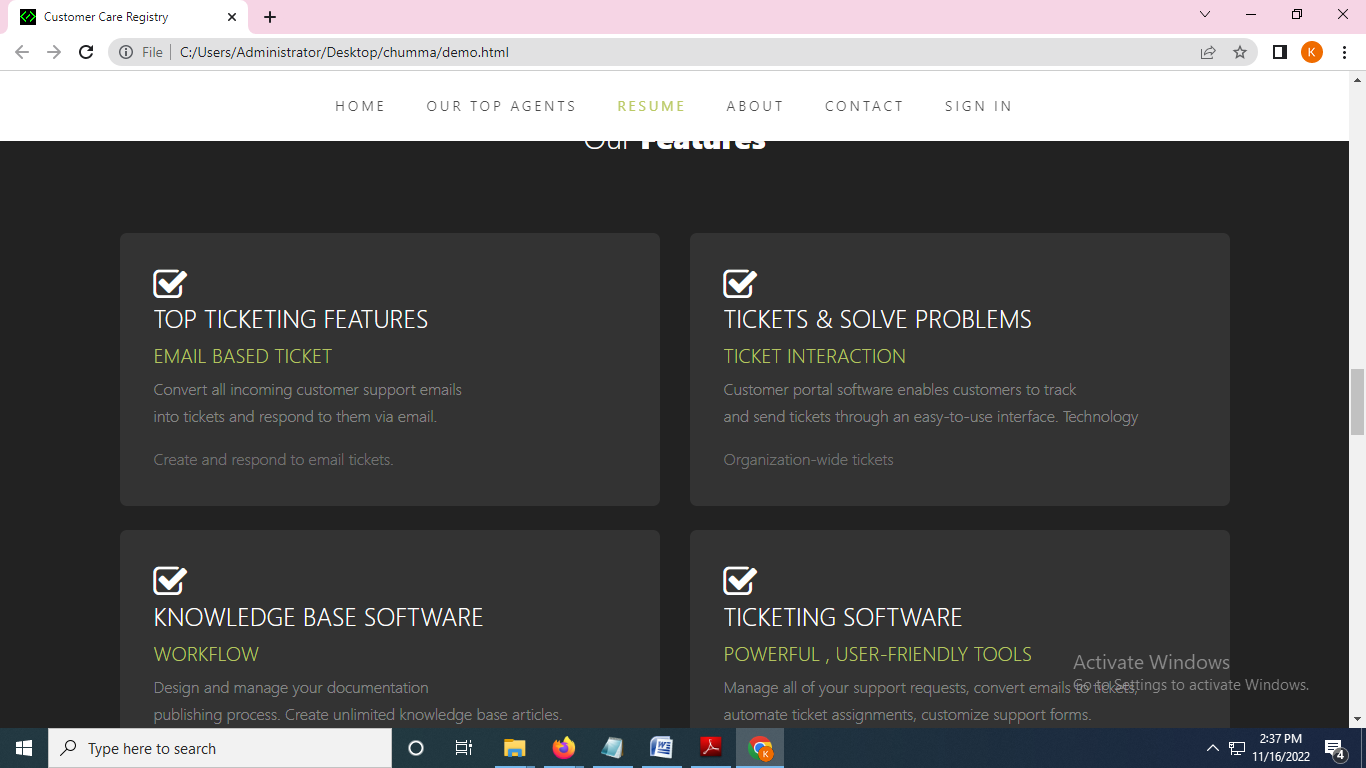 Customer Care Registry
File
C:/Users/Administrator/Desktop/chumma/demo.html
K
HOME OUR TOP AGENTS RESUME ABOUT CONTACT SIGN IN
Our Features
TOP TICKETING FEATURES
EMAIL BASED TICKET
Convert all incoming customer support emails
into tickets and respond to them via email.
Create and respond to email tickets.
TICKETS & SOLVE PROBLEMS
TICKET INTERACTION
Customer portal software enables customers to track
and send tickets through an easy-to-use interface. Technology
Organization-wide tickets
KNOWLEDGE BASE SOFTWARE
WORKFLOW
Design and manage your documentation
publishing process. Create unlimited knowledge base articles.
TICKETING SOFTWARE
POWERFUL , USER-FRIENDLY TOOLS
Manage all of your support requests, convert emails to tickets,
automate ticket assignments, customize support forms.
Activate Windows
Go to Settings to activate Windows.
Type here to search
W
K
2:37 PM
11/16/2022
4